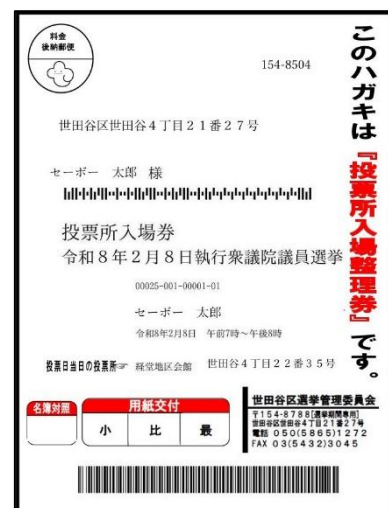 料金
後納郵便
154-8504
世田谷区世田谷4丁目21番27号
セーボー 太郎 様
投票所入場券
令和8年2月8日執行衆議院議員選挙
00025-001-00001-01
セーボー 太郎
令和8年2月8日 午前7時~午後8時
投票日当日の投票所☞ 経堂地区会館 世田谷4丁目22番35号
名簿対照
用紙交付
小 比 最
世田谷区選挙管理委員会
〒154-8788[選挙期間専用]
世田谷区世田谷4丁目21番27号
電話 050(5865)1272
FAX 03(5432)3045
このハガキは『投票所入場整理券』です。